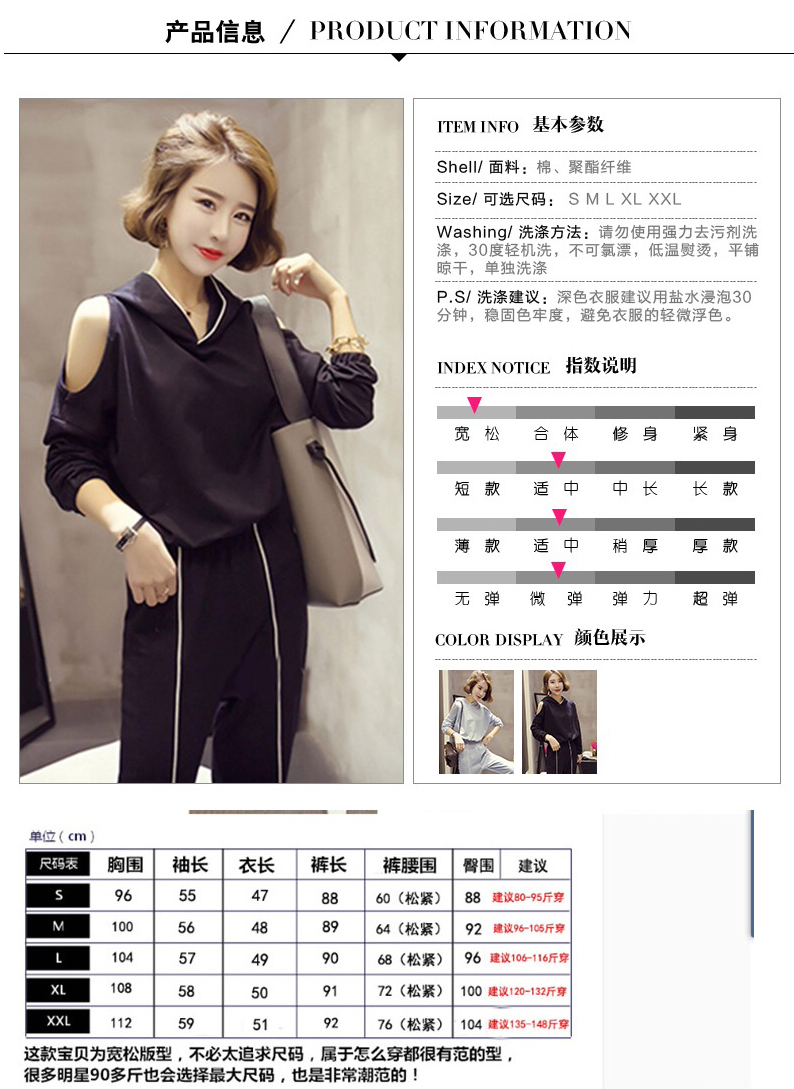 产品信息 / PRODUCT INFORMATION
ITEM INFO 基本参数
Shell/ 面料：棉、聚酯纤维
Size/ 可选尺码： S M L XL XXL
Washing/ 洗涤方法：请勿使用强力去污剂洗
涤，30度轻机洗，不可氯漂，低温熨烫，平铺
晾干，单独洗涤
P.S/ 洗涤建议：深色衣服建议用盐水浸泡30
分钟，稳固色牢度，避免衣服的轻微浮色。
INDEX NOTICE 指数说明
宽 松 合 体 修 身 紧 身
短 款 适 中 中 长 长 款
薄 款 适 中 稍 厚 厚 款
无 弹 微 弹 弹 力 超 弹
COLOR DISPLAY 颜色展示
单位（cm）
尺码表 胸围 袖长 衣长 裤长 裤腰围 臀围 建议
S 96 55 47 88 60（松紧） 88 建议80-95斤穿
M 100 56 48 89 64（松紧） 92 建议96-105斤穿
L 104 57 49 90 68（松紧） 96 建议106-116斤穿
XL 108 58 50 91 72（松紧） 100 建议120-132斤穿
XXL 112 59 51 92 76（松紧） 104 建议135-148斤穿
这款宝贝为宽松版型，不必太追求尺码，属于怎么穿都很有范的型，
很多明星90多斤也会选择最大尺码，也是非常潮范的！